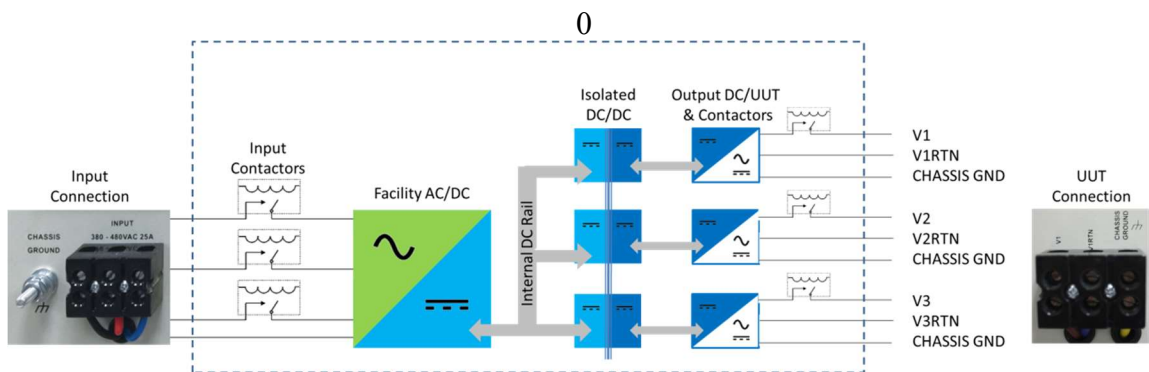 0
Isolated
DC/DC
Output DC/UUT
& Contactors
Input
Contactors
Input
Connection
Facility AC/DC
Internal DC Rail
V1
V1RTN
CHASSIS GND
V2
V2RTN
CHASSIS GND
V3
V3RTN
CHASSIS GND
UUT
Connection
INPUT
380 - 480VAC 25A
CHASSIS
GROUND
V1
V1RTN
CHASSIS
GROUND